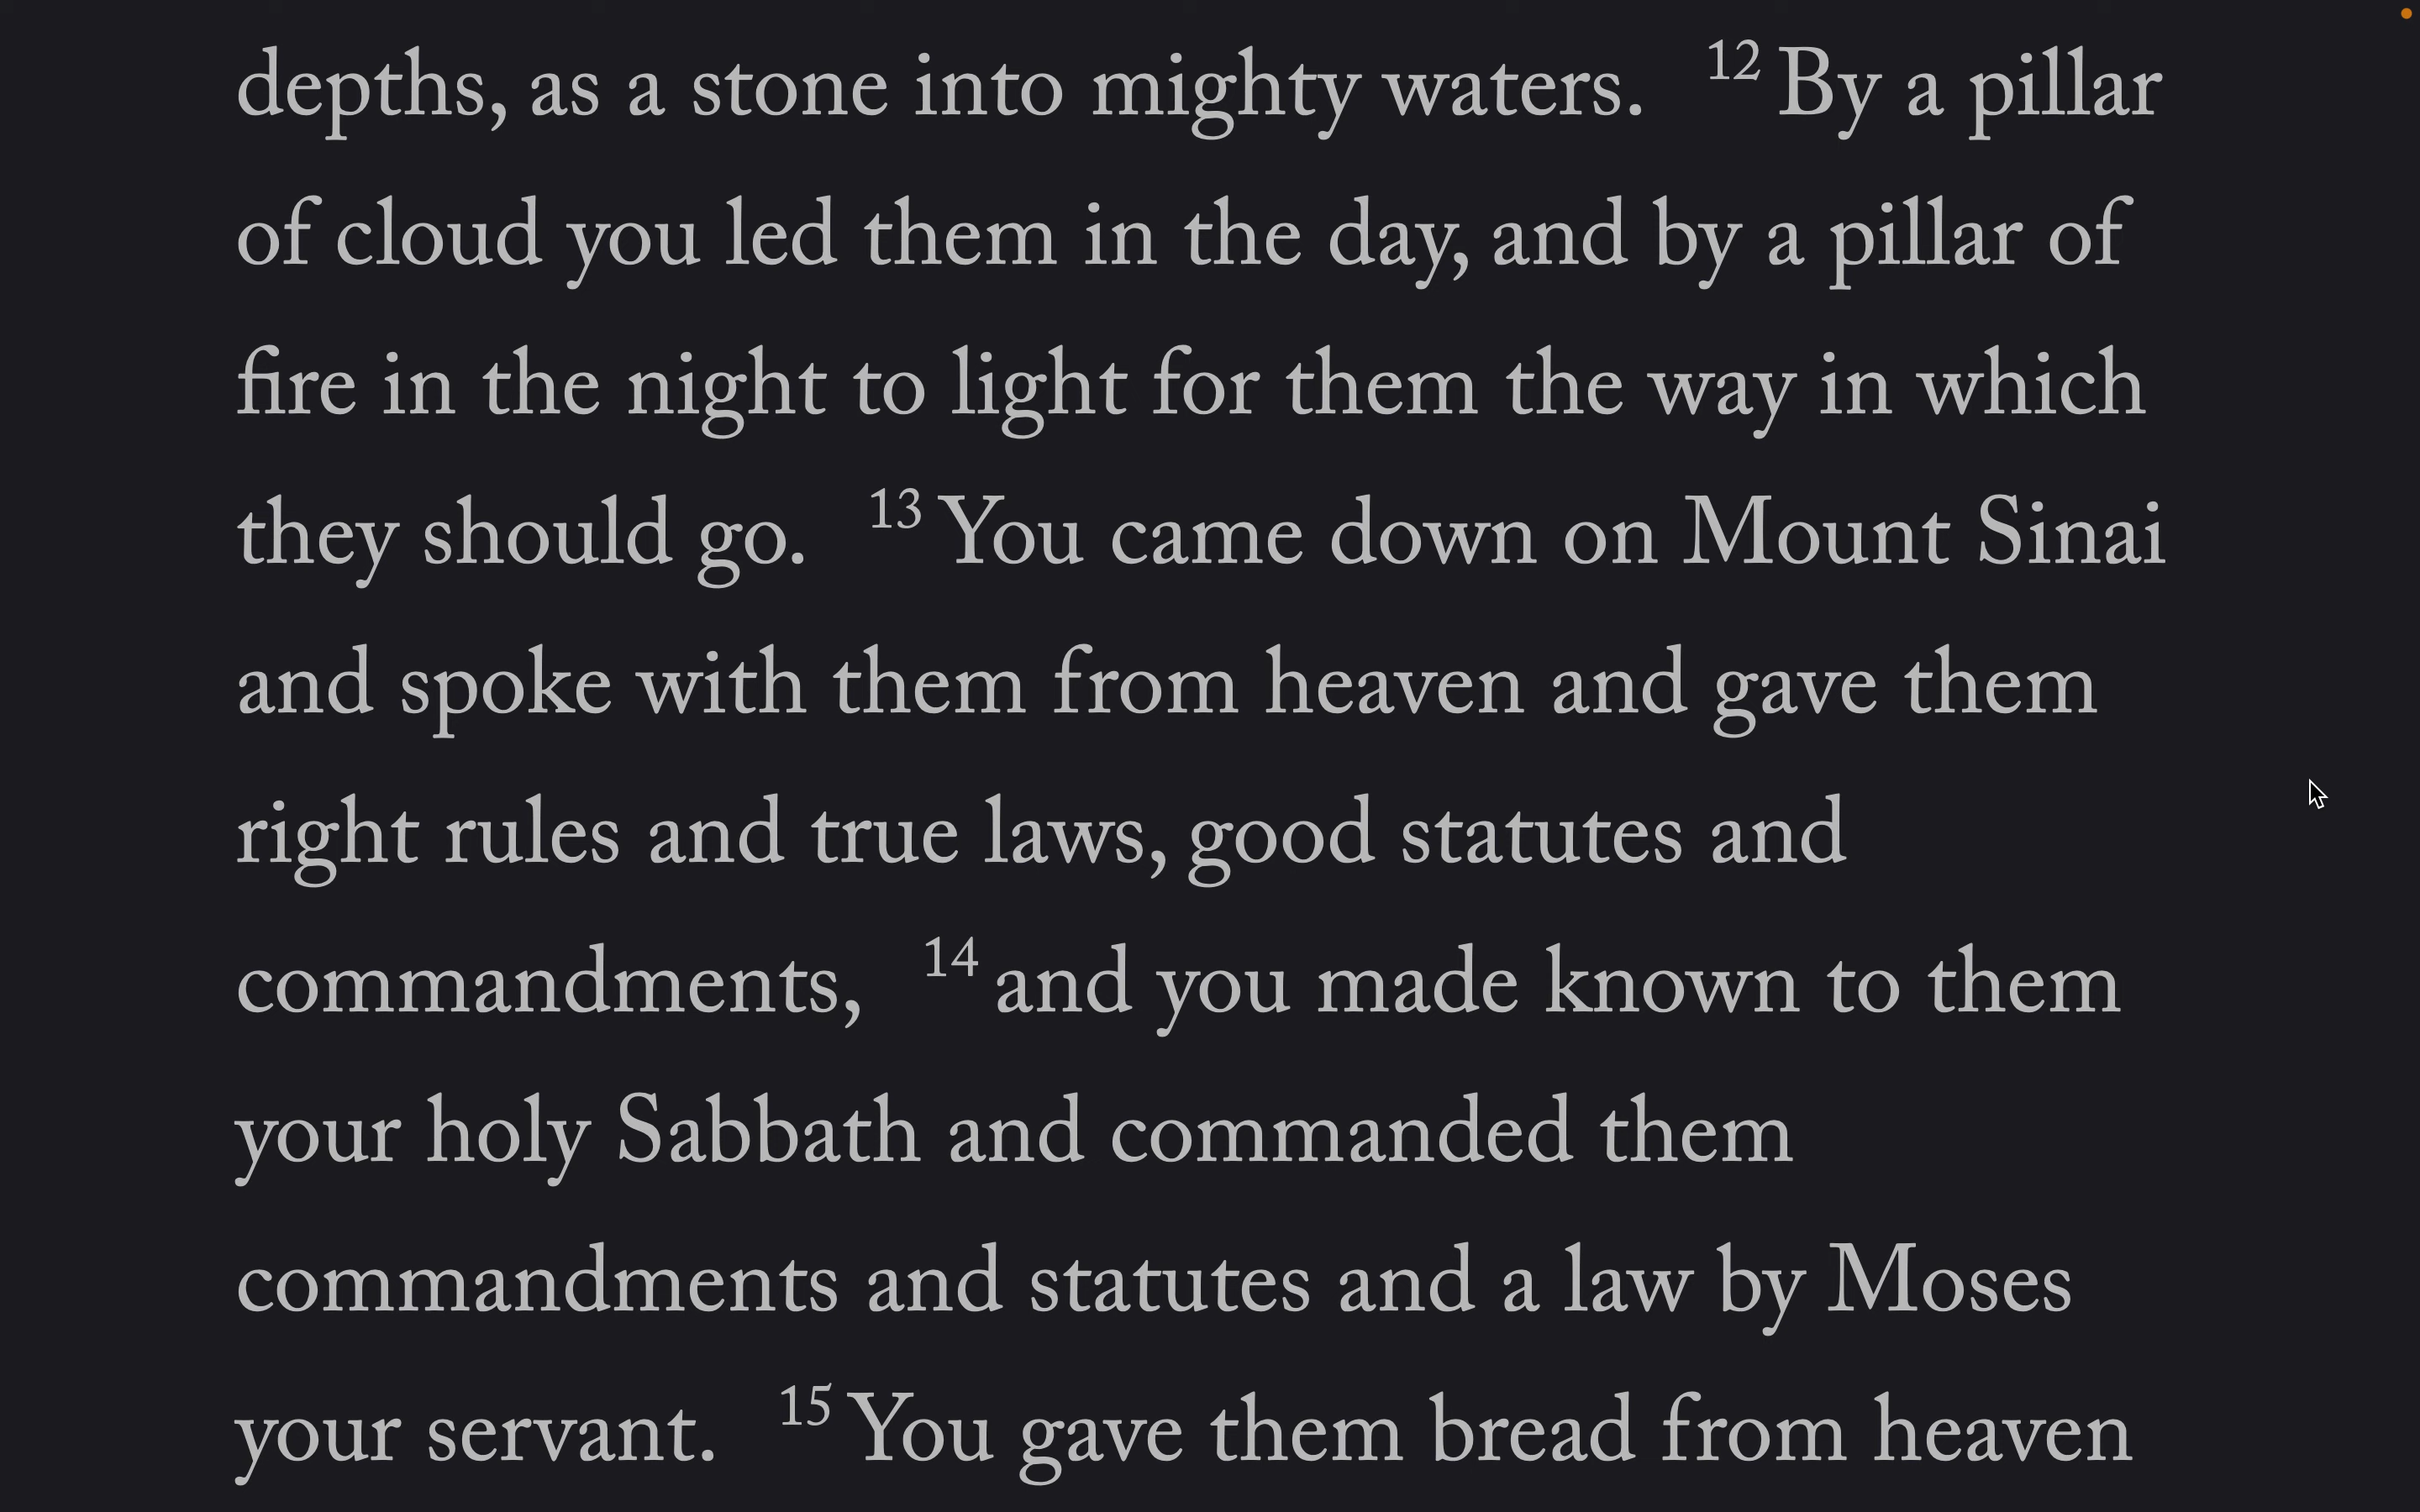 depths, as a stone into mighty waters. 12 By a pillar
of cloud you led them in the day, and by a pillar of
fire in the night to light for them the way in which
they should go. 13 You came down on Mount Sinai
and spoke with them from heaven and gave them
right rules and true laws, good statutes and
commandments, 14 and you made known to them
your holy Sabbath and commanded them
commandments and statutes and a law by Moses
your servant. 15 You gave them bread from heaven